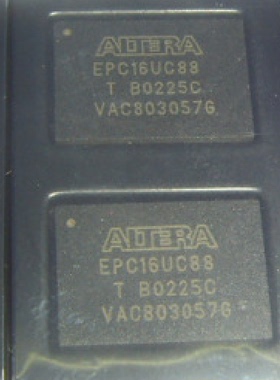 ALTERA
EPC16UC88
T B0225C
VAC803057G
ALTERA
EPC16UC88
T B0225C
VAC803057G